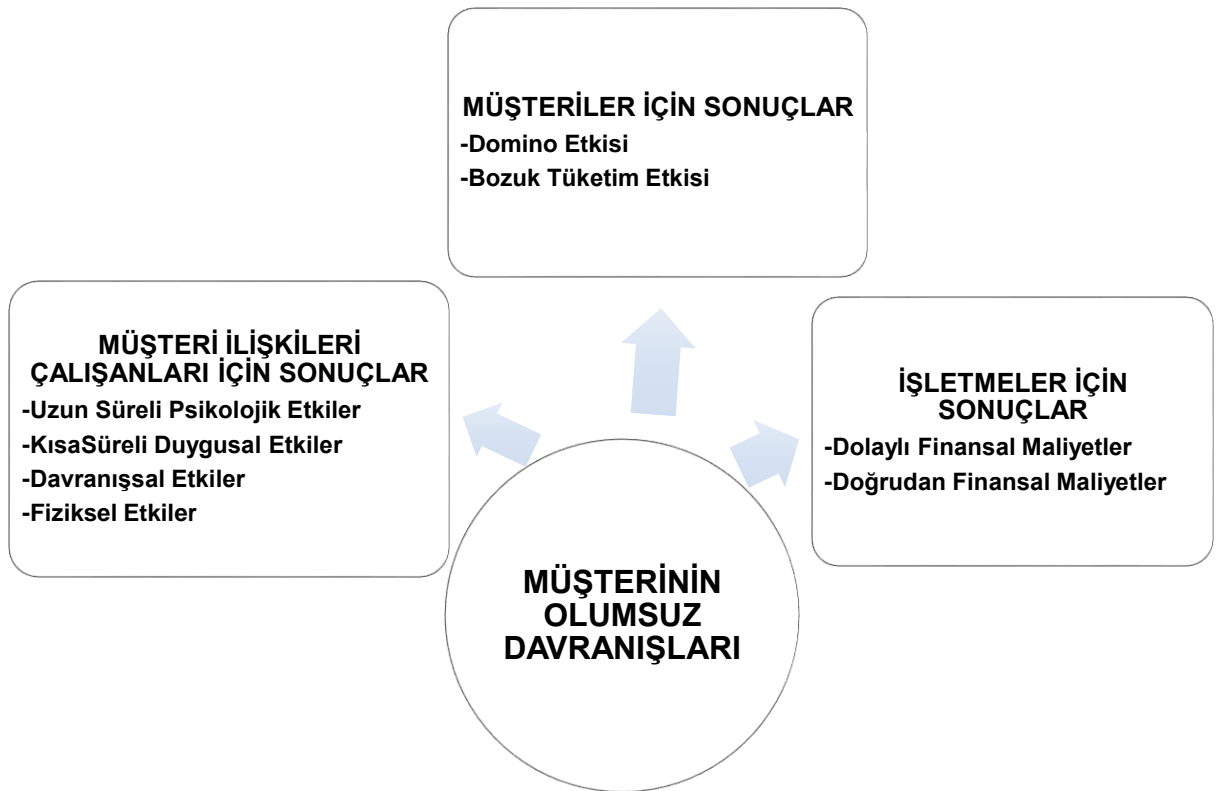 MÜŞTERİLER İÇİN SONUÇLAR
-Domino Etkisi
-Bozuk Tüketim Etkisi
MÜŞTERİ İLİŞKİLERİ
ÇALIŞANLARI İÇİN SONUÇLAR
-Uzun Süreli Psikolojik Etkiler
-KısaSüreli Duygusal Etkiler
-Davranışsal Etkiler
-Fiziksel Etkiler
İŞLETMELER İÇİN
SONUÇLAR
-Dolaylı Finansal Maliyetler
-Doğrudan Finansal Maliyetler
MÜŞTERİNİN
OLUMSUZ
DAVRANIŞLARI